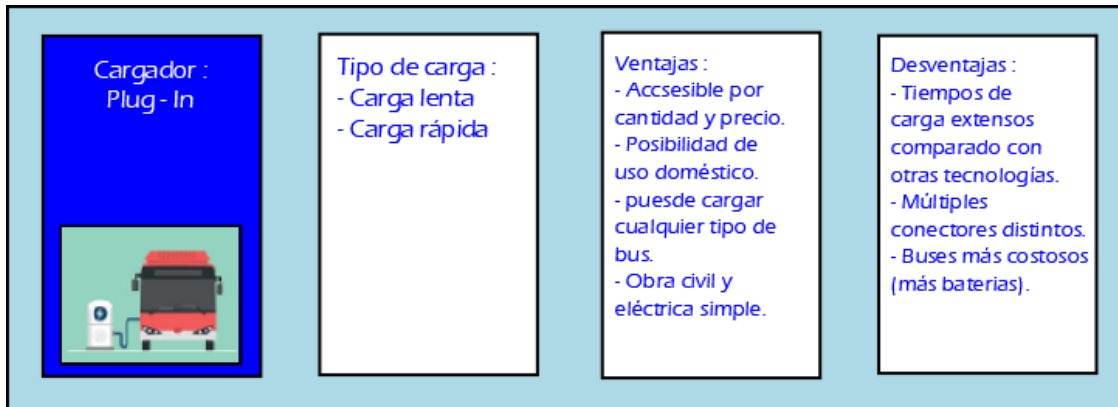 Cargador :
Plug - In
Tipo de carga :
- Carga lenta
- Carga rápida
Ventajas :
- Accsesible por
cantidad y precio.
- Posibilidad de
uso doméstico.
- puesde cargar
cualquier tipo de
bus.
- Obra civil y
eléctrica simple.
Desventajas :
- Tiempos de
carga extensos
comparado con
otras tecnologías.
- Múltiples
conectores distintos.
- Buses más costosos
(más baterias).